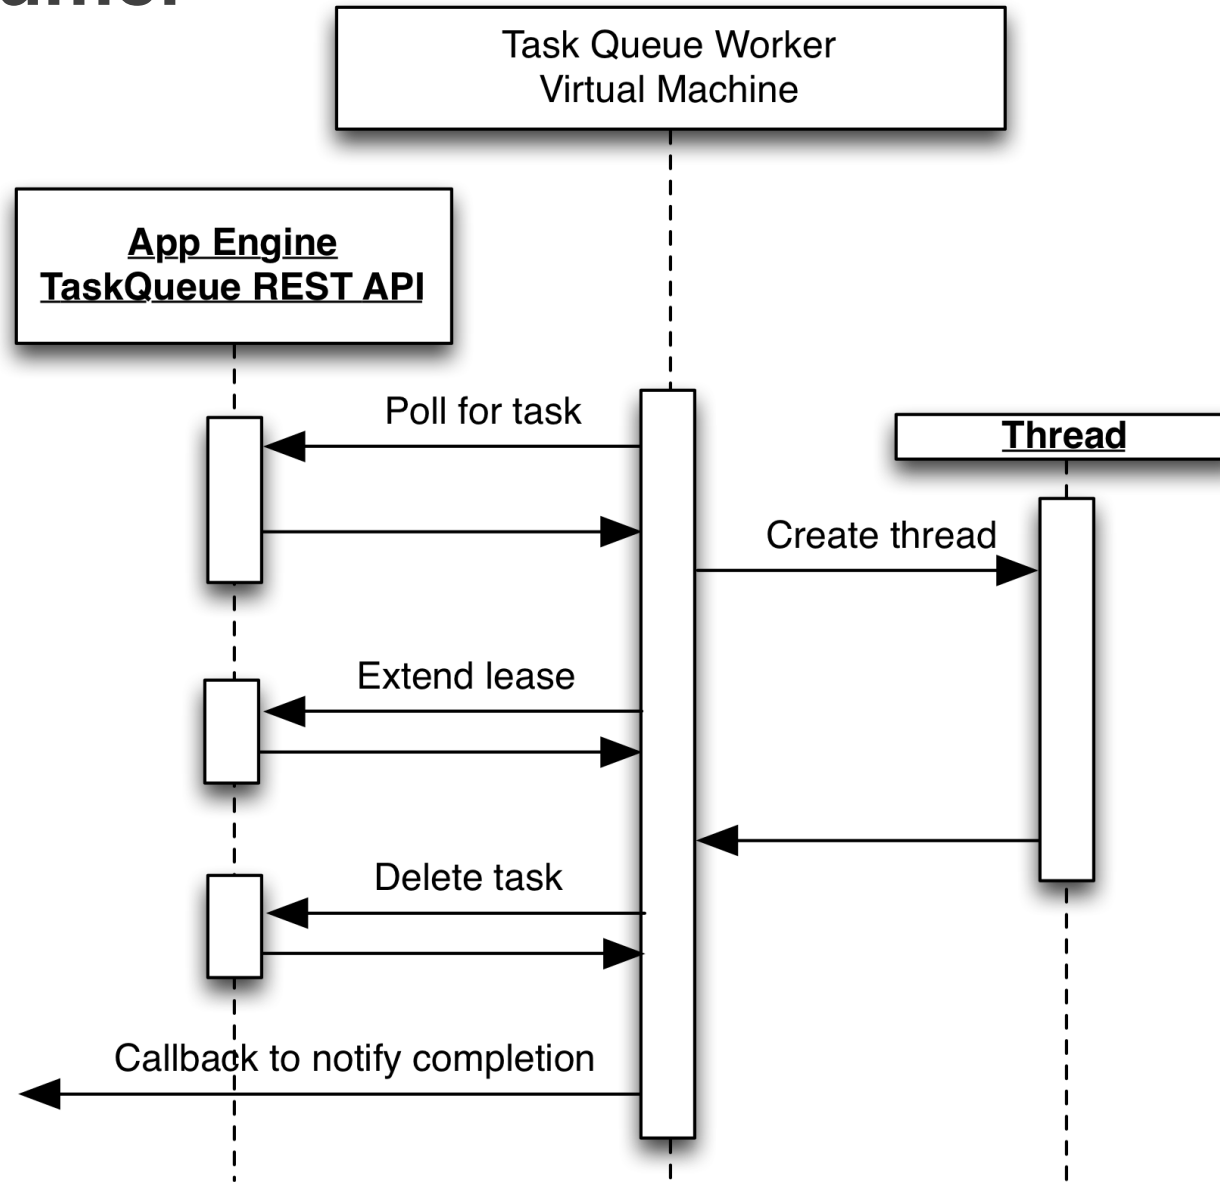 Task Queue Worker
Virtual Machine
App Engine
TaskQueue REST API
Poll for task
Thread
Create thread
Extend lease
Delete task
Callback to notify completion